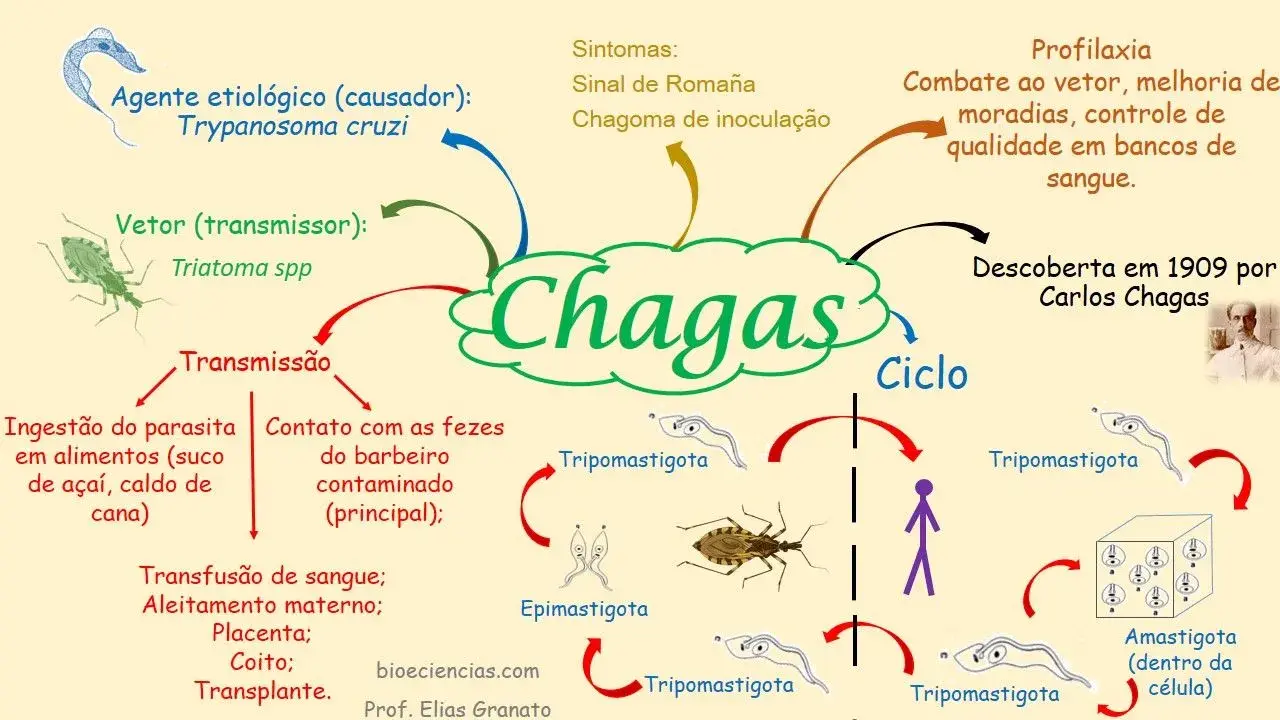 Agente etiológico (causador):
Trypanosoma cruzi
Sintomas:
Sinal de Romaña
Chagoma de inoculação
Profilaxia
Combate ao vetor, melhoria de
moradias, controle de
qualidade em bancos de
sangue.
Vetor (transmissor):
Triatoma spp
Chagas
Descoberta em 1909 por
Carlos Chagas
Transmissão
Ingestão do parasita
em alimentos (suco
de açaí, caldo de
cana)
Contato com as fezes
do barbeiro
contaminado
(principal);
Transfusão de sangue;
Aleitamento materno;
Placenta;
Coito;
Transplante.
Ciclo
Tripomastigota
Tripomastigota
Epimastigota
Amastigota
(dentro da
célula)
Tripomastigota
Tripomastigota
bioeciencias.com
Prof. Elias Granato